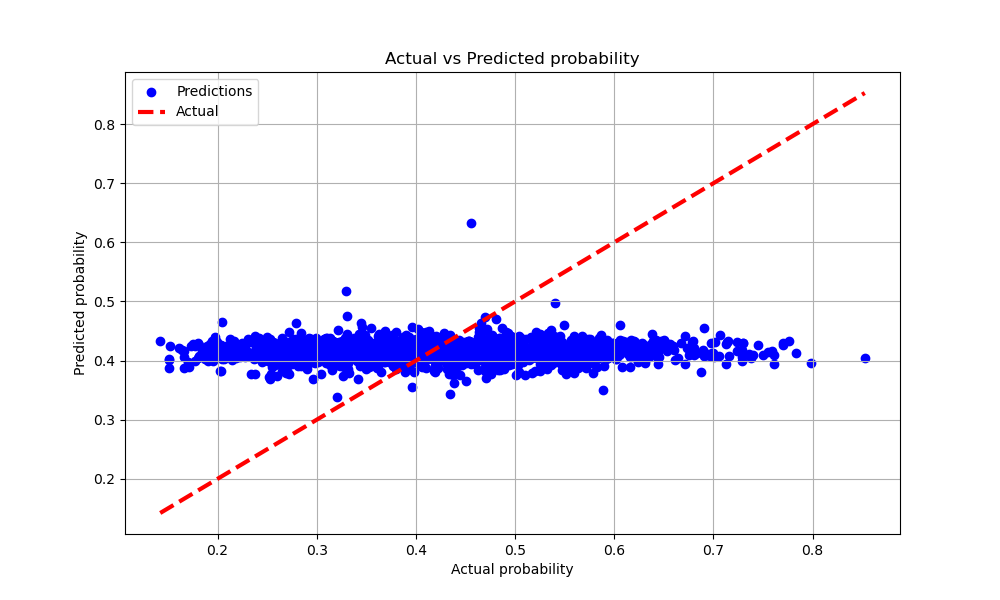 Actual vs Predicted probability
Predictions
Actual
0.8
0.7
0.6
0.5
0.4
0.3
0.2
Predicted probability
0.2 0.3 0.4 0.5 0.6 0.7 0.8
Actual probability